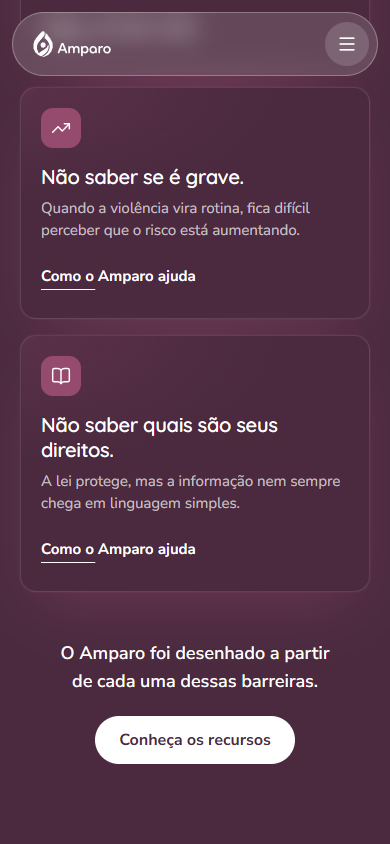 Amparo
Não saber se é grave.
Quando a violência vira rotina, fica difícil
perceber que o risco está aumentando.
Como o Amparo ajuda
Não saber quais são seus
direitos.
A lei protege, mas a informação nem sempre
chega em linguagem simples.
Como o Amparo ajuda
O Amparo foi desenhado a partir
de cada uma dessas barreiras.
Conheça os recursos